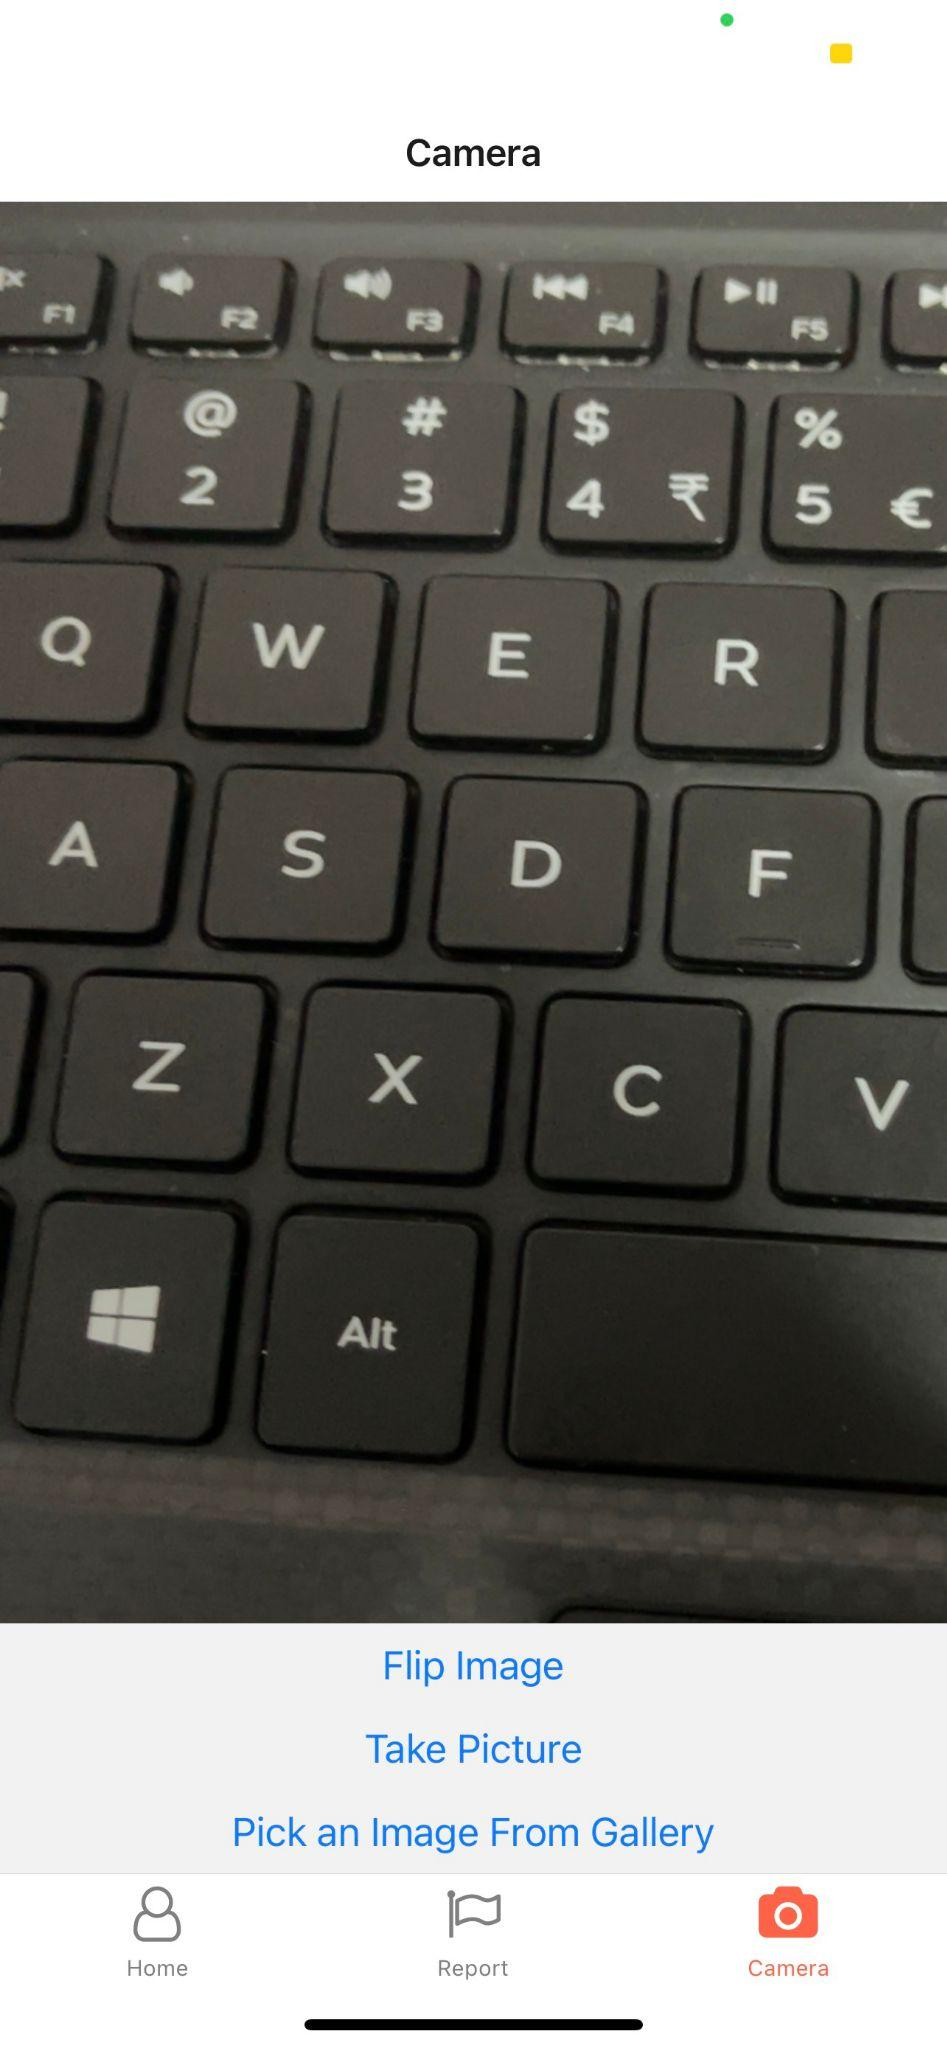 Camera
F1 F2 F3 F4 F5
@ # $ %
2 3 4 ₹ 5 €
Q W E R
A S D F
Z X C V
Alt
Flip Image
Take Picture
Pick an Image From Gallery
Home Report Camera